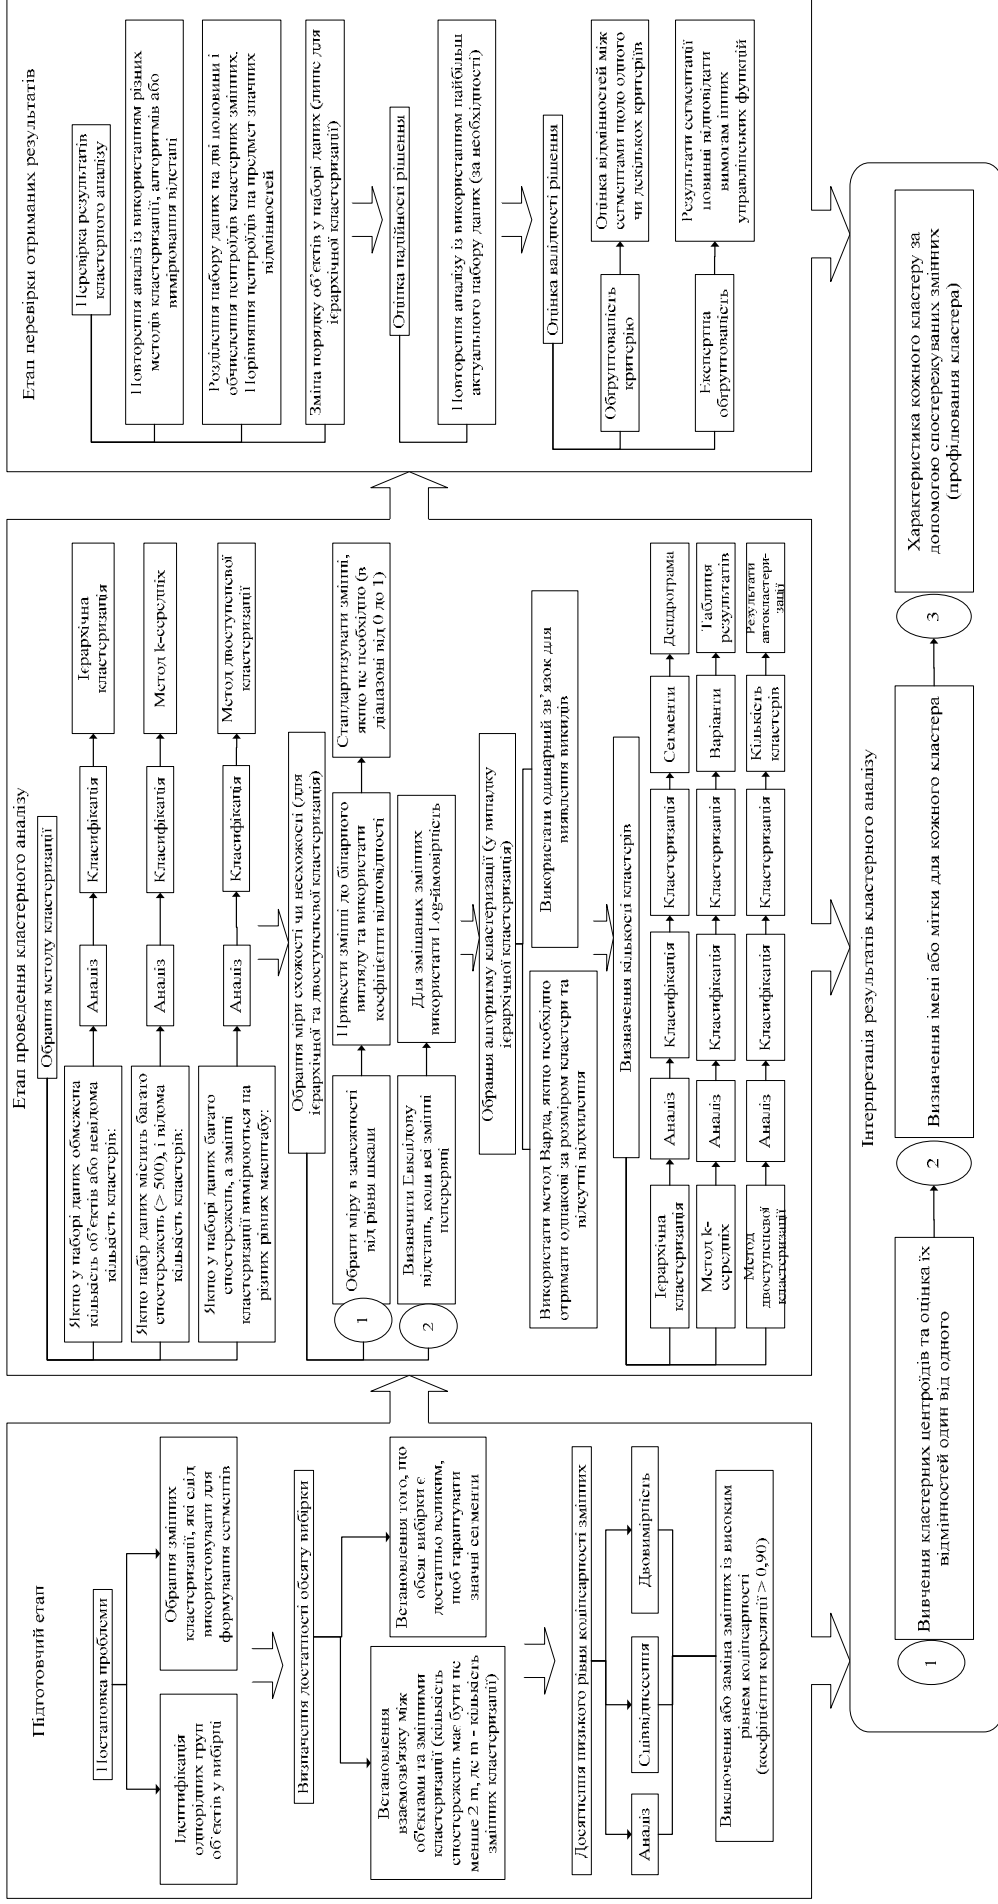 Підготовчий етап
Постановка проблеми
Ідентифікація
однорідних груп
об'єктів у вибірці
Обрання змінних
кластеризації, які слід
використовувати для
формування сегментів
Визначення достатності обсягу вибірки
Встановлення
взаємозв'язку між
об'єктами та змінними
кластеризації (кількість
спостережень має бути не
менше 2 m, де m - кількість
змінних кластеризації)
Встановлення того, що
обсяг вибірки є
достатньо великим,
щоб гарантувати
значні сегменти
Досягнення низького рівня колінеарності змінних
Аналіз
Співвідлнесення
Двовимірність
Виключення або заміна змінних із високим
рівнем колінеарності
(коефіцієнти кореляції > 0,90)
Етап проведення кластерного аналізу
Обрання методу кластеризації
Якщо у наборі даних обмежена
кількість об'єктів або невідома
кількість кластерів:
Аналіз
Класифікація
Ієрархічна
кластеризація
Якщо набір даних містить багато
спостережень (> 500), і відома
кількість кластерів:
Аналіз
Класифікація
Метод k-середніх
Якщо у наборі даних багато
спостережень, а змінні
кластеризації вимірюються на
різних рівнях масштабу:
Аналіз
Класифікація
Метод двоступеневої
кластеризації
Обрання міри схожості чи несхожості (для
ієрархічної та двоступеневої кластеризація)
1
Обрати міру в залежності
від рівня шкали
Привести змінні до бінарного
вигляду та використати
коефіцієнти відповідності
Стандартизувати змінні,
якщо це необхідно (в
діапазоні від 0 до 1)
2
Визначити Евклідову
відстань, коли всі змінні
неперервні
Для змішаних змінних
використати Log-ймовірність
Обрання алгоритму кластеризації (у випадку
ієрархічної кластеризація)
Використати метод Варда, якщо необхідно
отримати однакові за розміром кластери та
відсутні відхилення
Використати одинарний зв'язок для
виявлення викидів
Визначення кількості кластерів
Ієрархічна
кластеризація
Аналіз
Класифікація
Кластеризація
Сегменти
Дендрограма
Метод k-
середніх
Аналіз
Класифікація
Кластеризація
Варіанти
Таблиця
результатів
Метод
двоступеневої
кластеризації
Аналіз
Класифікація
Кластеризація
Кількість
кластерів
Результати
автокластери-
зації
Етап перевірки отриманих результатів
Перевірка результатів
кластерного аналізу
Повторення аналіз із використанням різних
методів кластеризації, алгоритмів або
вимірювання відстані
Розділення набору даних на дві половини і
обчислення центроїдів кластерних змінних.
Порівняння центроїдів на предмет значних
відмінностей
Зміна порядку об'єктів у наборі даних (лише для
ієрархічної кластеризації)
Оцінка надійності рішення
Повторення аналізу із використанням найбільш
актуального набору даних (за необхідності)
Оцінка валідності рішення
Обґрунтованість
критерію
Оцінка відмінностей між
сегментами щодо одного
чи декількох критеріїв
Експертна
обґрунтованість
Результати сегментації
повинні відповідати
вимогам інших
управлінських функцій
Інтерпретація результатів кластерного аналізу
1
Вивчення кластерних центроїдів та оцінка їх
відмінностей один від одного
2
Визначення імені або мітки для кожного кластера
3
Характеристика кожного кластеру за
допомогою спостережуваних змінних
(профілювання кластера)